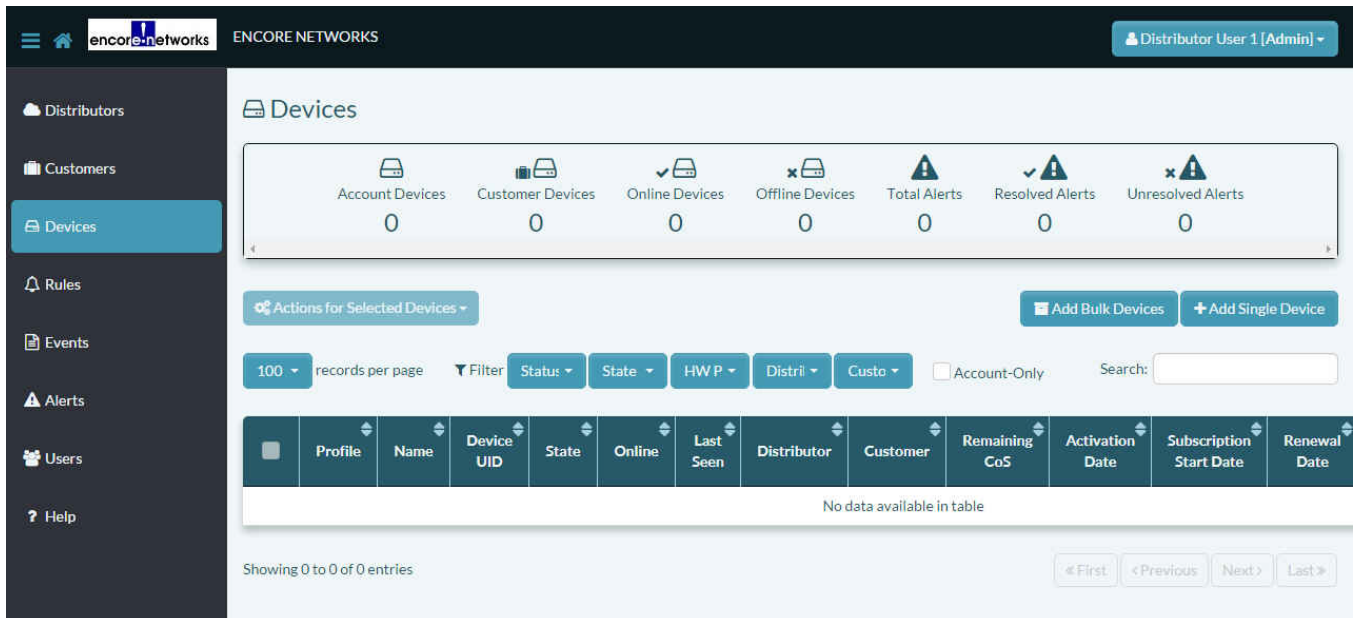 encore!networks
ENCORE NETWORKS
Distributor User 1 [Admin]
Distributors
Customers
Devices
Rules
Events
Alerts
Users
? Help
Devices
Account Devices
0
Customer Devices
0
Online Devices
0
Offline Devices
0
Total Alerts
0
Resolved Alerts
0
Unresolved Alerts
0
Actions for Selected Devices
Add Bulk Devices
+ Add Single Device
100 records per page
Filter
State
HW P
Distril
Custo
Account-Only
Search:
Profile
Name
Device
UID
State
Online
Last
Seen
Distributor
Customer
Remaining
CoS
Activation
Date
Subscription
Start Date
Renewal
Date
No data available in table
Showing 0 to 0 of 0 entries
« First
‹ Previous
Next ›
Last »